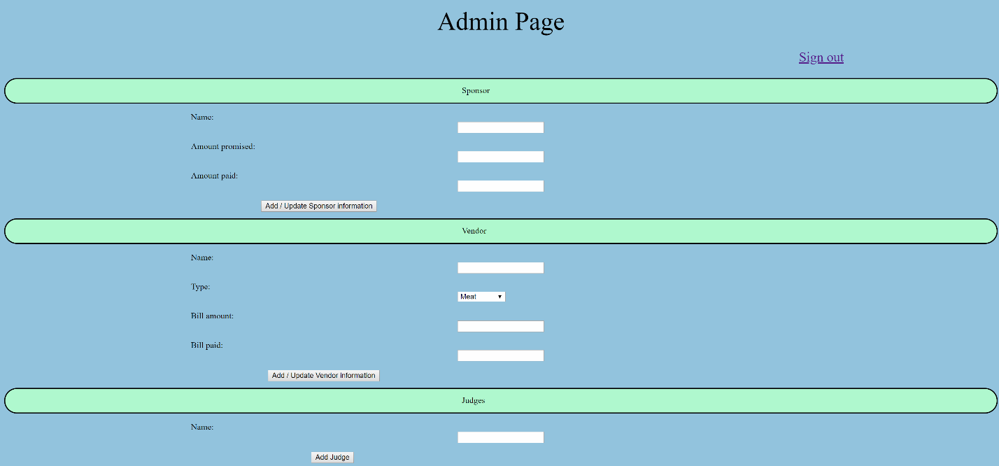 Admin Page
Sign out
Sponsor
Name:
Amount promised:
Amount paid:
Add / Update Sponsor information
Vendor
Name:
Type:
Meat
Bill amount:
Bill paid:
Add / Update Vendor information
Judges
Name:
Add Judge